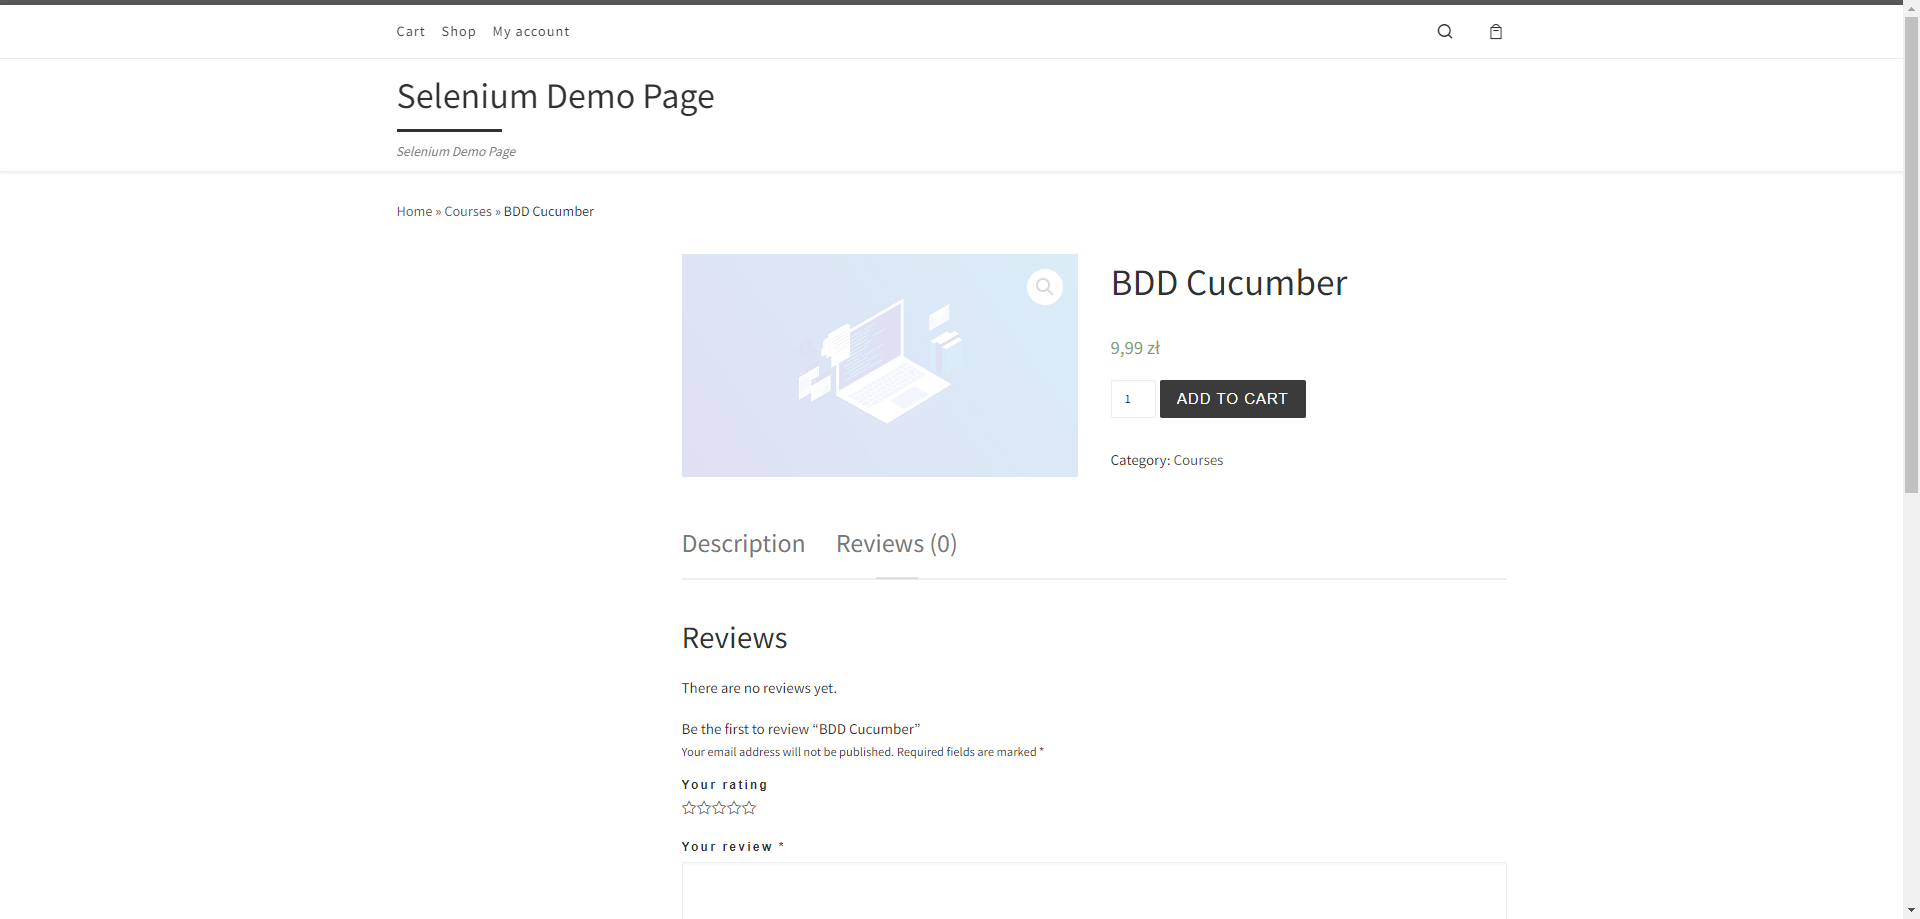 Cart Shop My account
Selenium Demo Page
Selenium Demo Page
Home » Courses » BDD Cucumber
BDD Cucumber
9,99 zł
1 ADD TO CART
Category: Courses
Description Reviews (0)
Reviews
There are no reviews yet.
Be the first to review “BDD Cucumber”
Your email address will not be published. Required fields are marked *
Your rating
Your review *